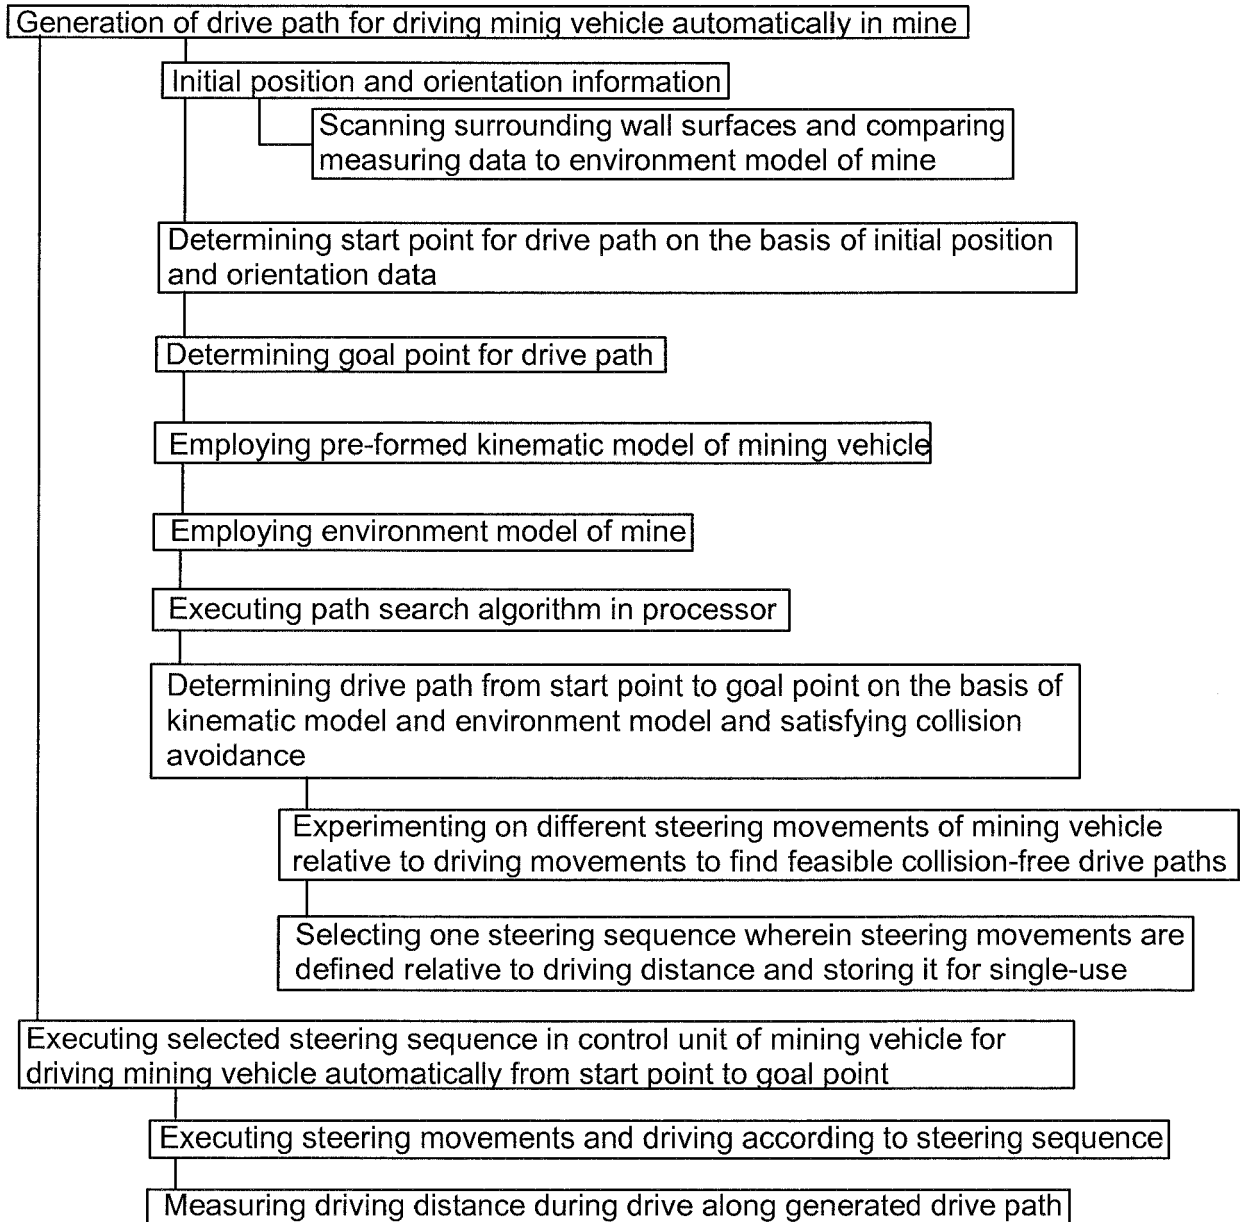 Generation of drive path for driving minig vehicle automatically in mine
Initial position and orientation information
Scanning surrounding wall surfaces and comparing
measuring data to environment model of mine
Determining start point for drive path on the basis of initial position
and orientation data
Determining goal point for drive path
Employing pre-formed kinematic model of mining vehicle
Employing environment model of mine
Executing path search algorithm in processor
Determining drive path from start point to goal point on the basis of
kinematic model and environment model and satisfying collision
avoidance
Experimenting on different steering movements of mining vehicle
relative to driving movements to find feasible collision-free drive paths
Selecting one steering sequence wherein steering movements are
defined relative to driving distance and storing it for single-use
Executing selected steering sequence in control unit of mining vehicle for
driving mining vehicle automatically from start point to goal point
Executing steering movements and driving according to steering sequence
Measuring driving distance during drive along generated drive path